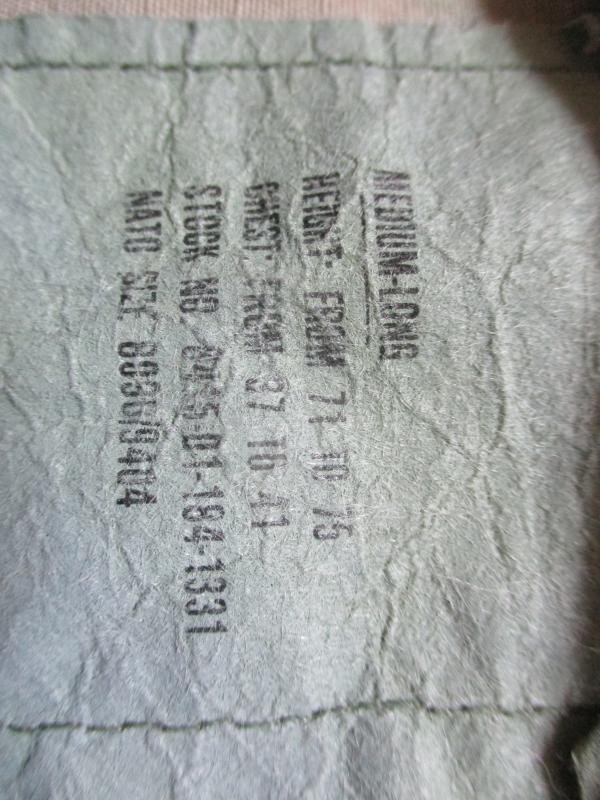 MEDIUM-LONG
HEIGHT: FROM 71 TO 75
CHEST: FROM 37 TO 41
STOCK NO. 8415-01-184-1331
NATO SIZE 8090/9404